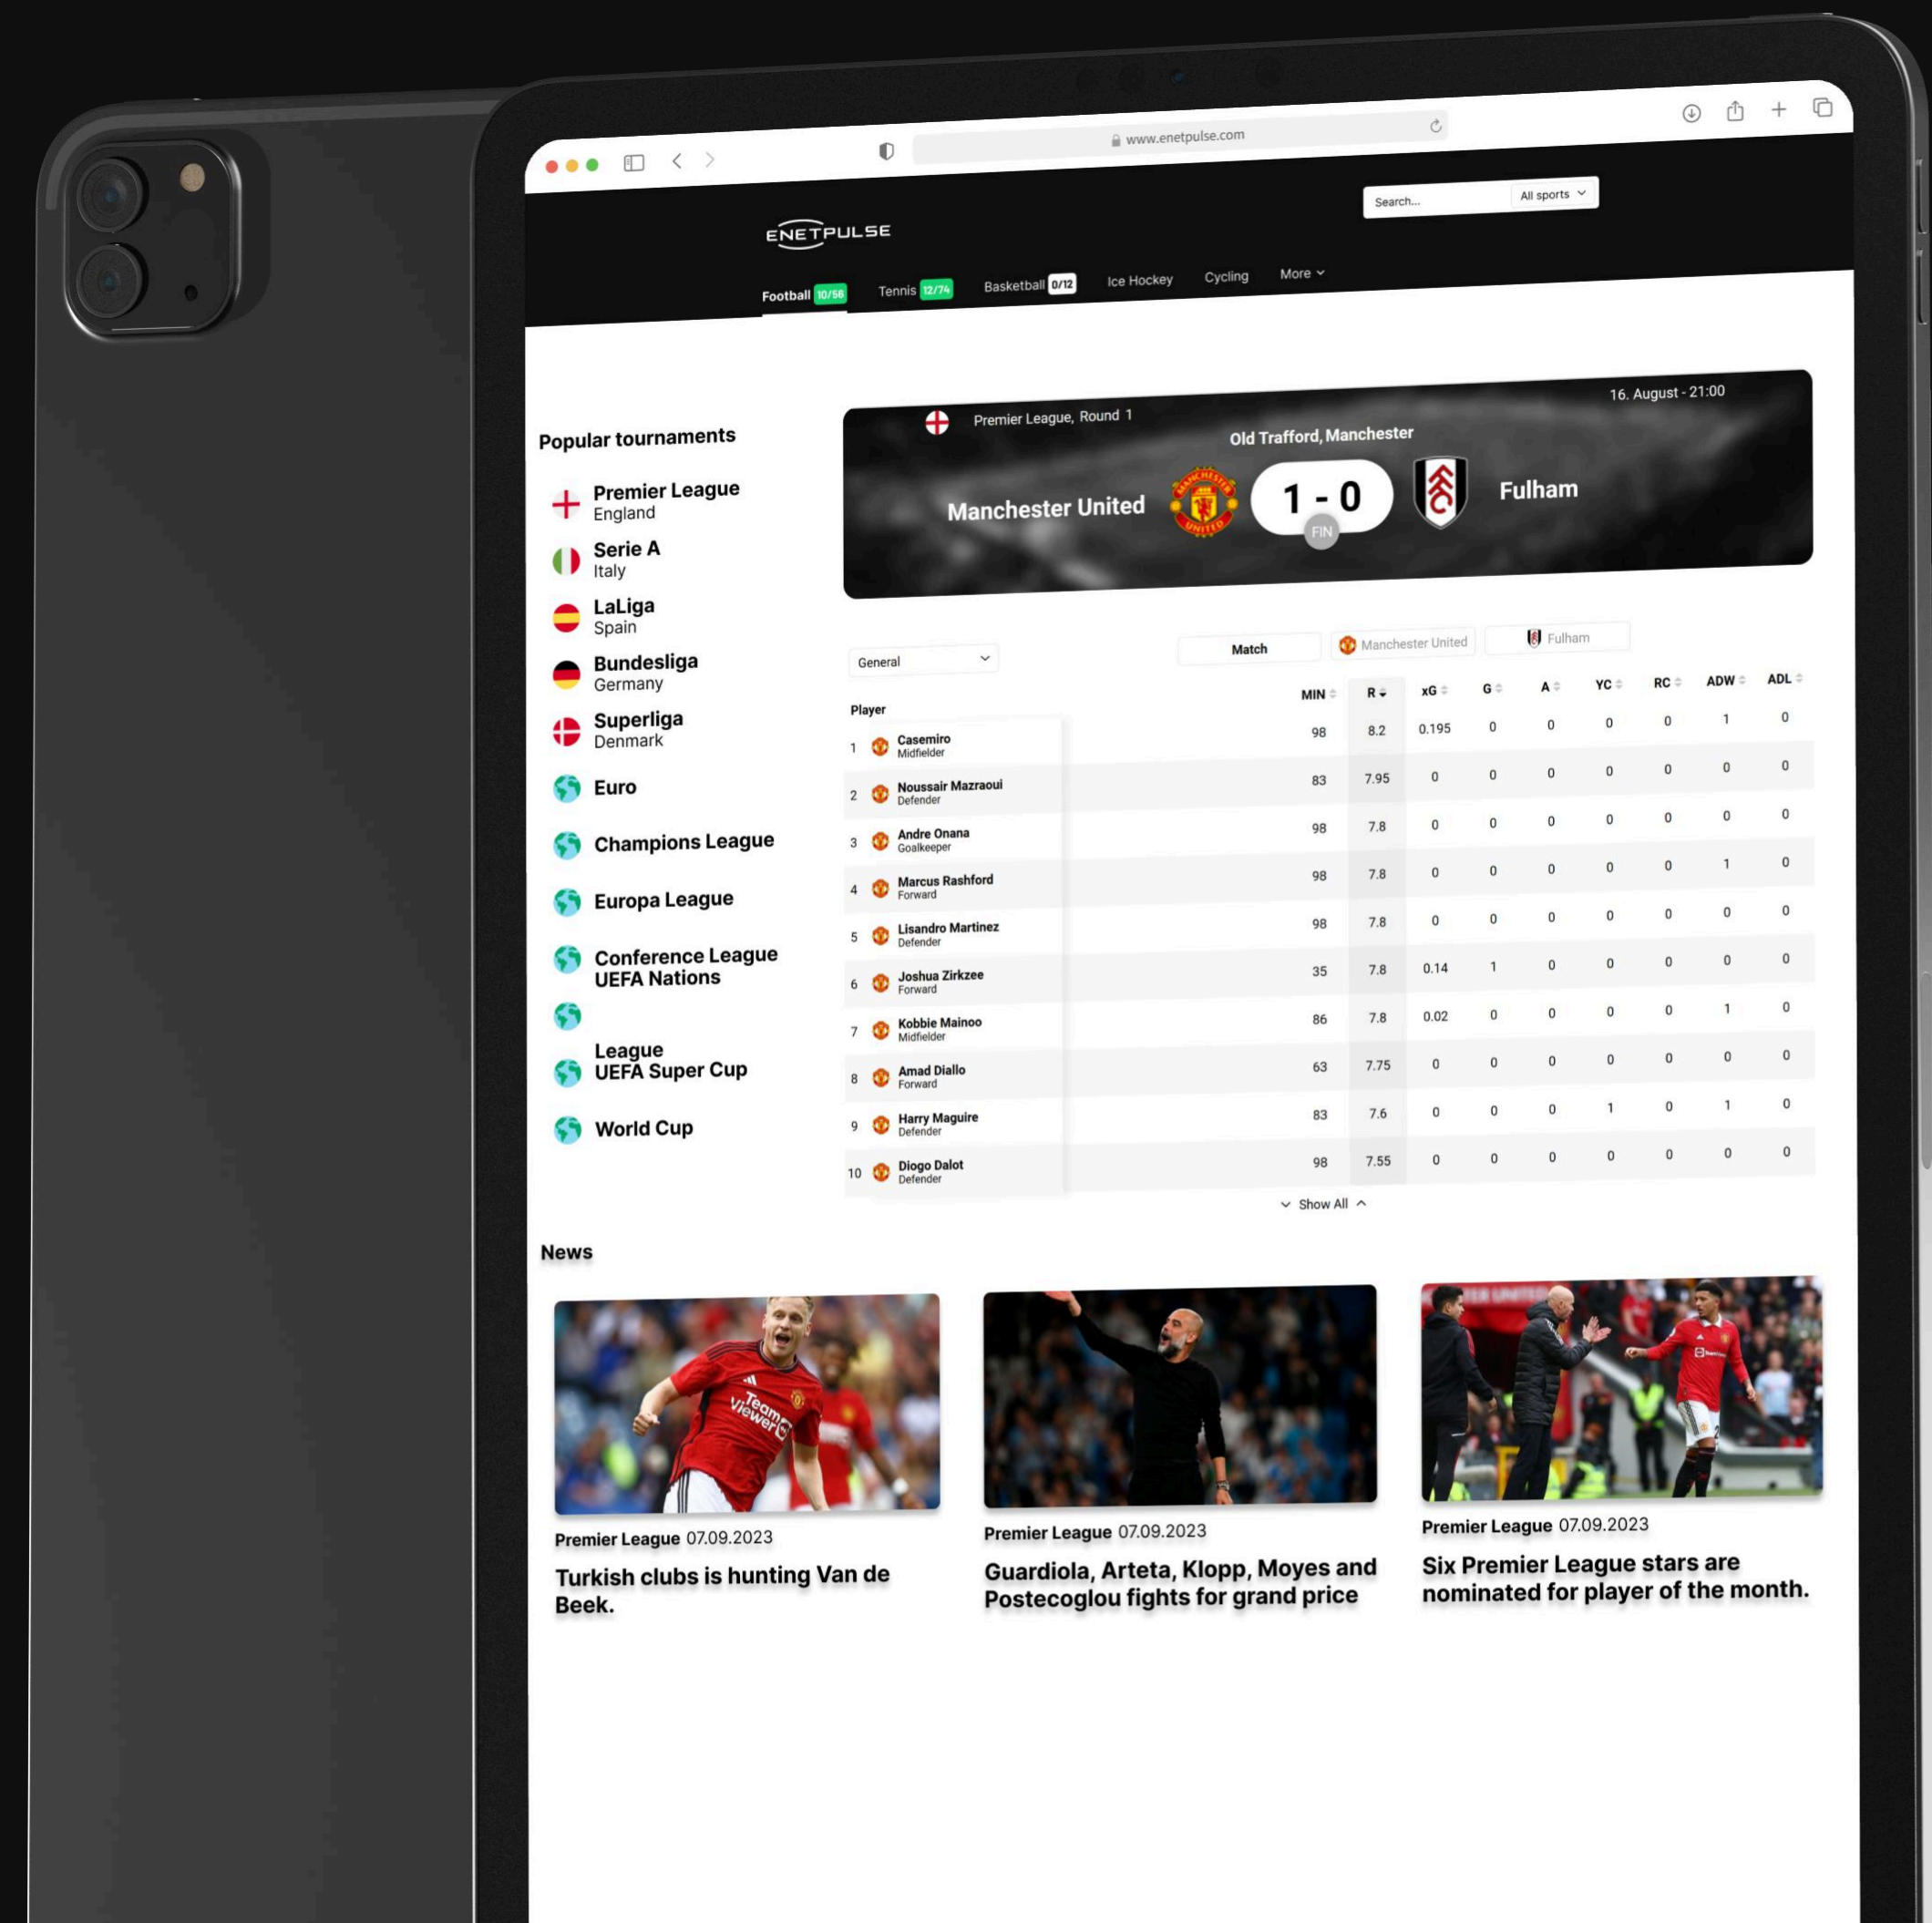 www.enetpulse.com
ENETPULSE
Search...
All sports
Football 10/56
Tennis 12/74
Basketball 0/12
Ice Hockey
Cycling
More
Popular tournaments
Premier League
England
Serie A
Italy
LaLiga
Spain
Bundesliga
Germany
Superliga
Denmark
Euro
Champions League
Europa League
Conference League
UEFA Nations
League
UEFA Super Cup
World Cup
Premier League, Round 1
16. August - 21:00
Old Trafford, Manchester
Manchester United
MANCHESTER
UNITED
1 - 0
FIN
Fulham
General
Match
Manchester United
Fulham
Player MIN R xG G A YC RC ADW ADL
1 Casemiro 98 8.2 0.195 0 0 0 0 1 0
Midfielder
2 Noussair Mazraoui 83 7.95 0 0 0 0 0 0 0
Defender
3 Andre Onana 98 7.8 0 0 0 0 0 0 0
Goalkeeper
4 Marcus Rashford 98 7.8 0 0 0 0 0 1 0
Forward
5 Lisandro Martinez 98 7.8 0 0 0 0 0 0 0
Defender
6 Joshua Zirkzee 35 7.8 0.14 1 0 0 0 0 0
Forward
7 Kobbie Mainoo 86 7.8 0.02 0 0 0 0 1 0
Midfielder
8 Amad Diallo 63 7.75 0 0 0 0 0 0 0
Forward
9 Harry Maguire 83 7.6 0 0 0 1 0 1 0
Defender
10 Diogo Dalot 98 7.55 0 0 0 0 0 0 0
Defender
Show All
News
Team
Viewer
Premier League 07.09.2023
Turkish clubs is hunting Van de
Beek.
Premier League 07.09.2023
Guardiola, Arteta, Klopp, Moyes and
Postecoglou fights for grand price
Premier League 07.09.2023
Six Premier League stars are
nominated for player of the month.